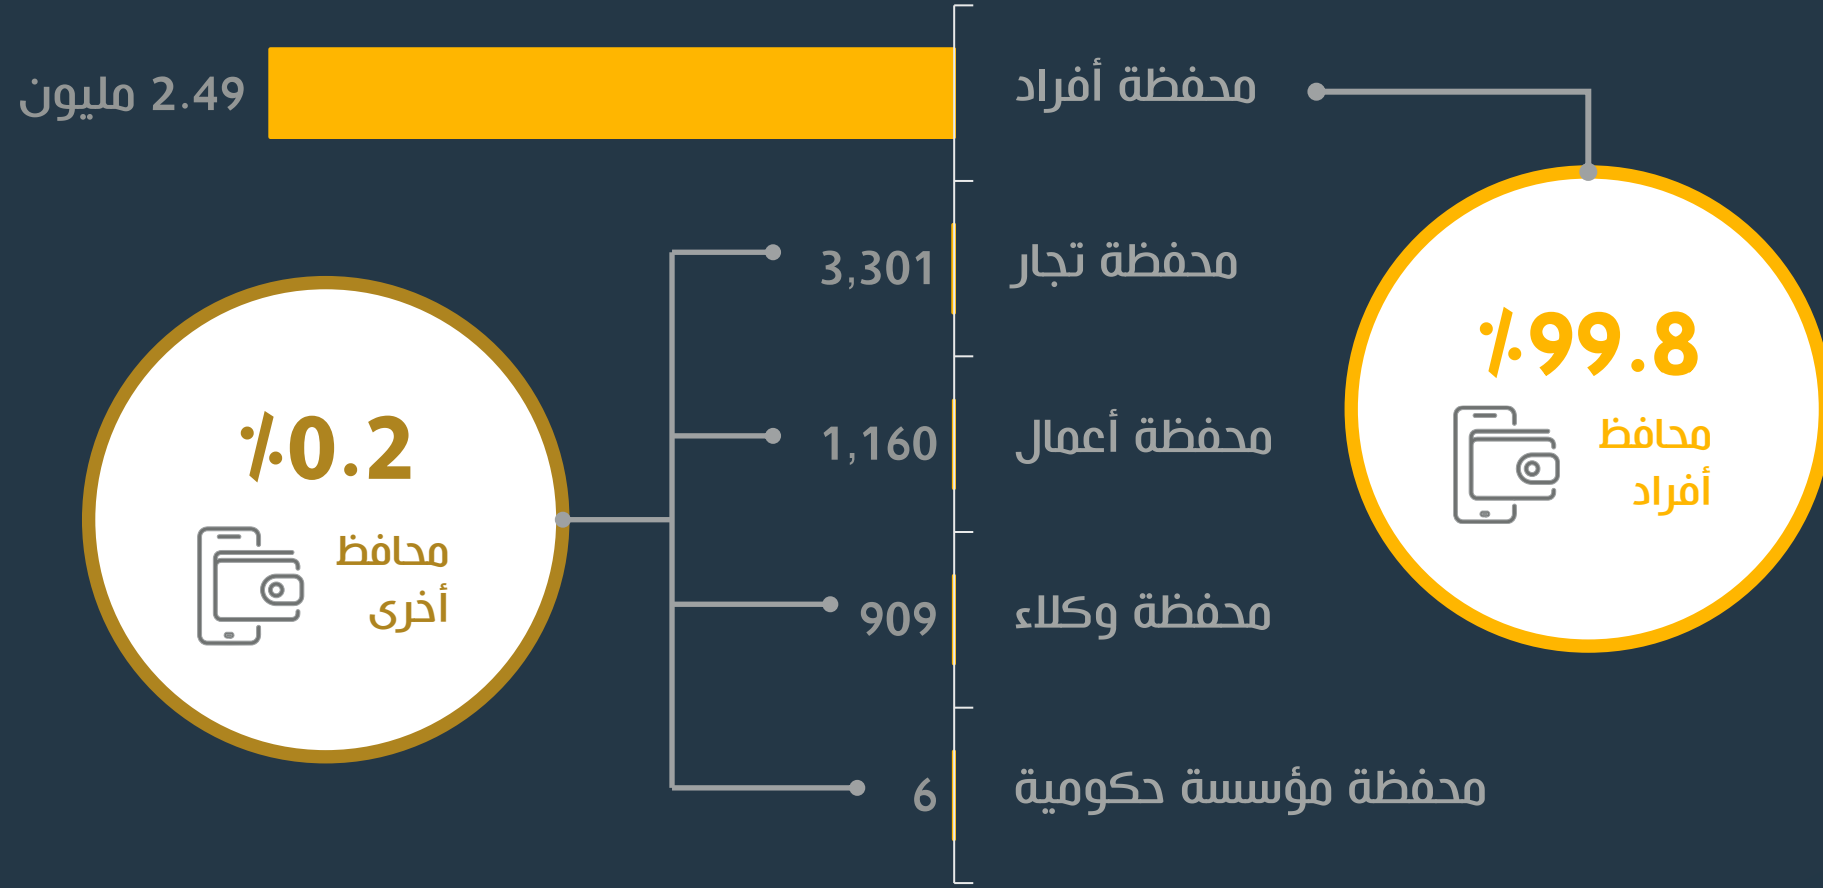 محفظة أفراد
2.49 مليون
محفظة تجار
3,301
محفظة أعمال
1,160
محفظة وكلاء
909
محفظة مؤسسة حكومية
6
99.8٪
محافظ
أفراد
0.2٪
محافظ
أخرى